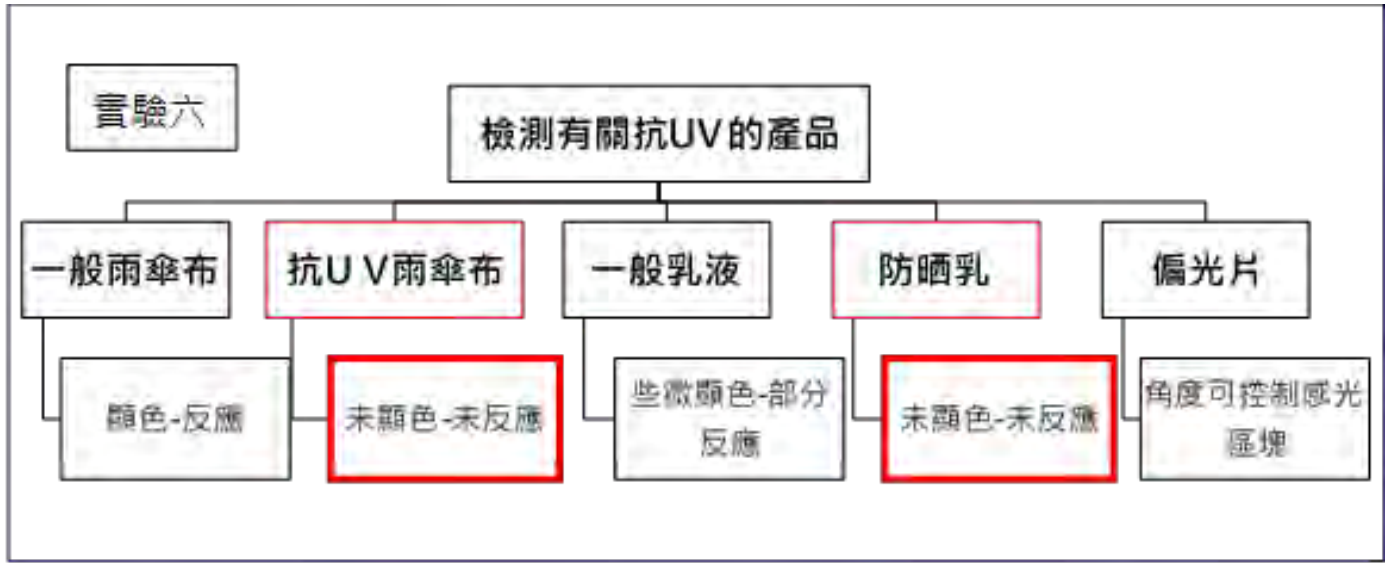 實驗六
檢測有關抗UV的產品
一般雨傘布
抗UV雨傘布
一般乳液
防晒乳
偏光片
顯色-反應
未顯色-未反應
些微顯色-部分
反應
未顯色-未反應
角度可控制感光
區塊